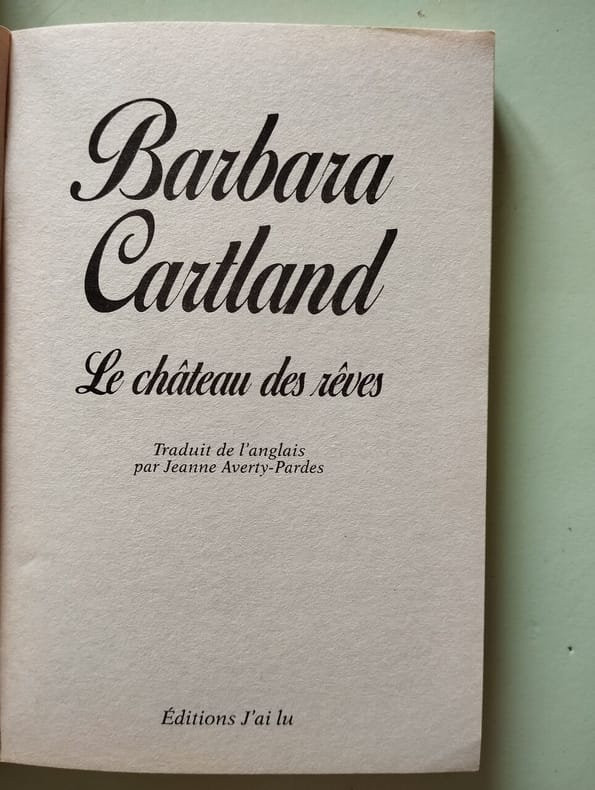 Barbara
Cartland
Le château des rêves
Traduit de l'anglais
par Jeanne Averty-Pardes
Éditions J'ai lu